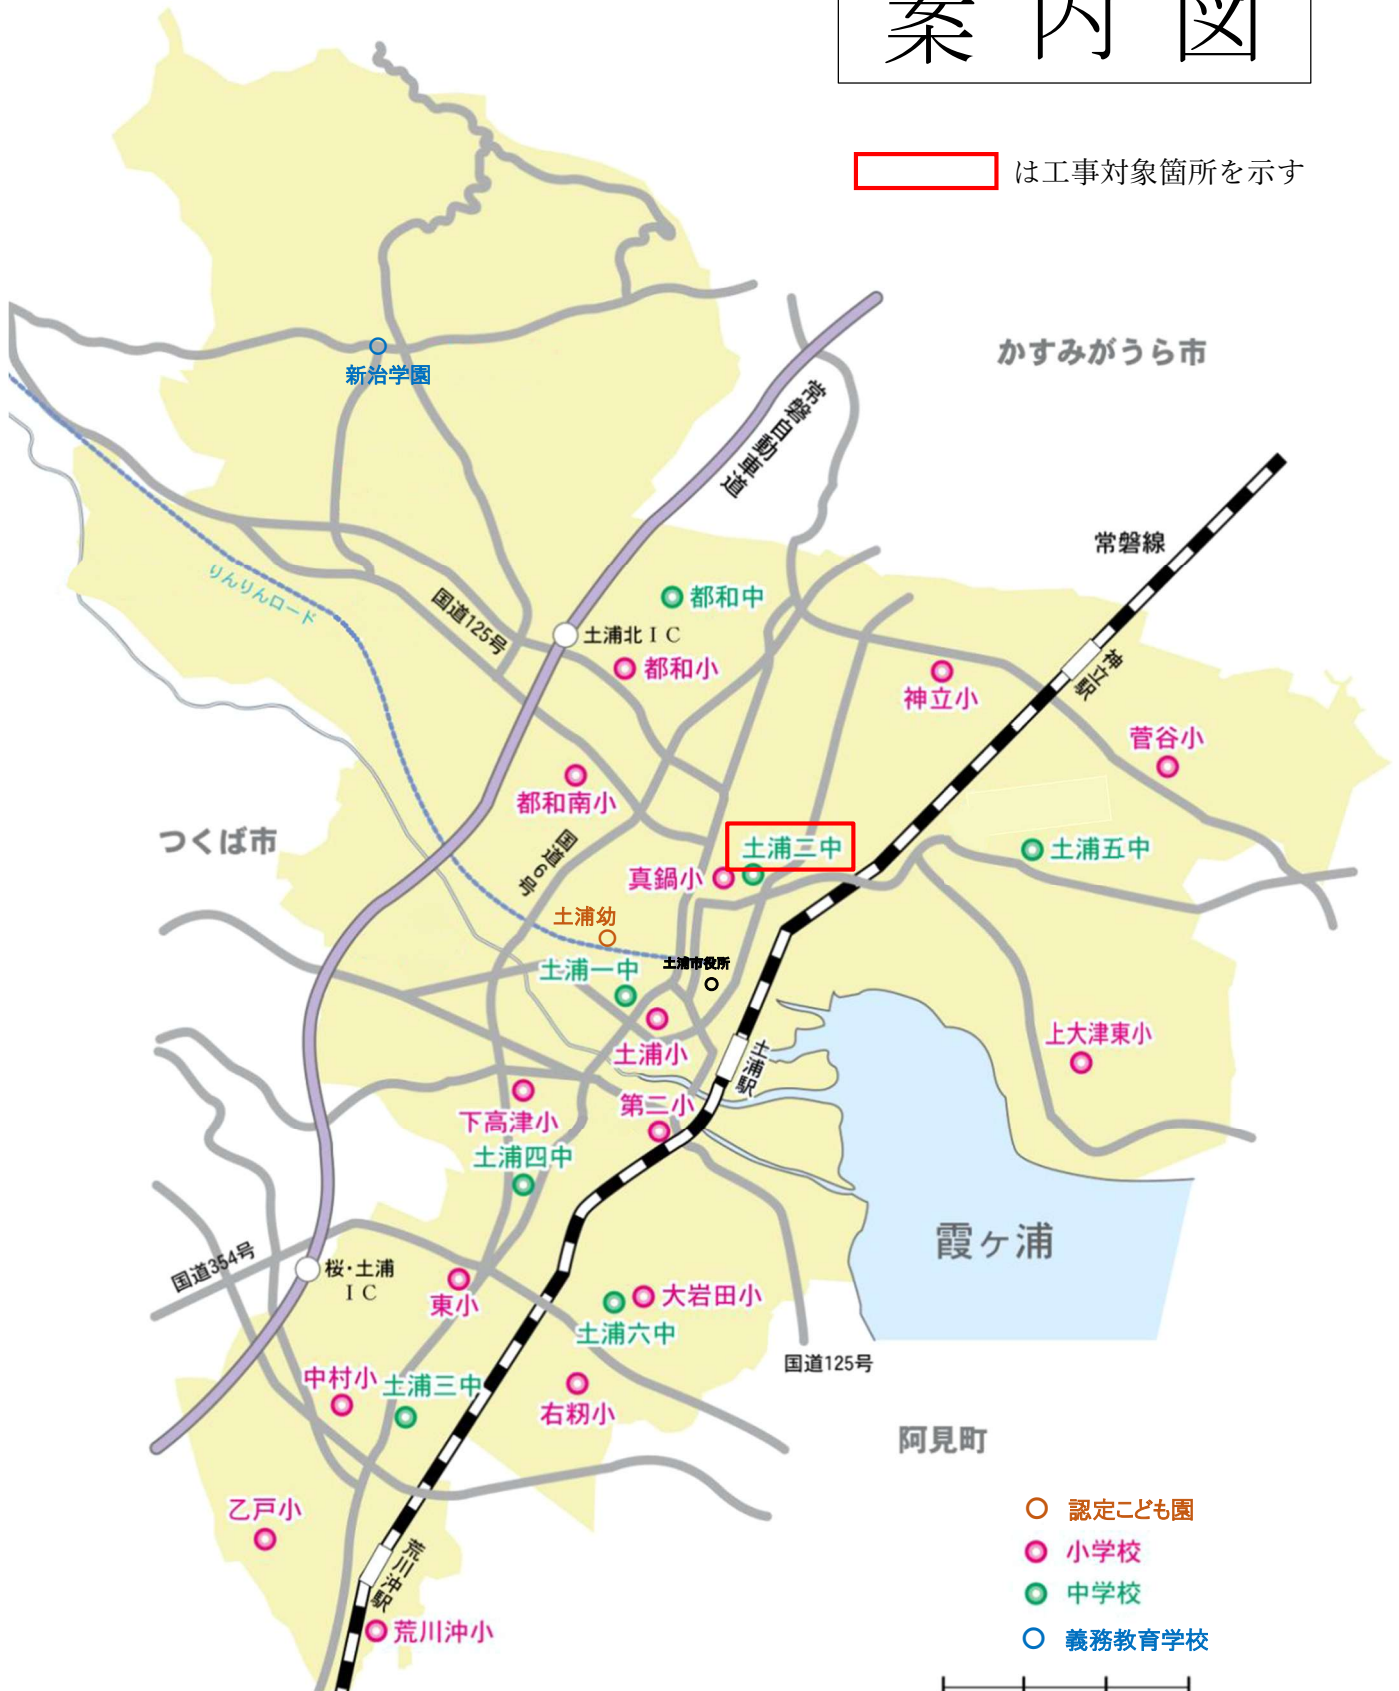 案内図
は工事対象箇所を示す
かすみがうら市
新治学園
常磐自動車道
常磐線
りんりんロード
国道125号
都和中
土浦北IC
都和小
神立駅
神立小
菅谷小
都和南小
つくば市
国道6号
土浦二中
土浦五中
真鍋小
土浦幼
土浦一中
土浦市役所
土浦小
土浦駅
上大津東小
第二小
下高津小
土浦四中
霞ヶ浦
国道354号
桜・土浦
IC
東小
大岩田小
土浦六中
国道125号
中村小
土浦三中
右籾小
阿見町
乙戸小
荒川沖駅
荒川沖小
認定こども園
小学校
中学校
義務教育学校